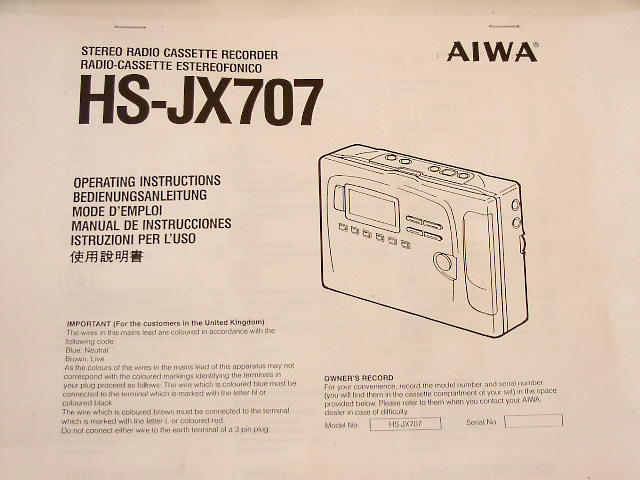 STEREO RADIO CASSETTE RECORDER
RADIO-CASSETTE ESTEREOFONICO
HS-JX707
AIWA®
OPERATING INSTRUCTIONS
BEDIENUNGSANLEITUNG
MODE D'EMPLOI
MANUAL DE INSTRUCCIONES
ISTRUZIONI PER L'USO
使用說明書
IMPORTANT (For the customers in the United Kingdom)
The wires in this mains lead are coloured in accordance with the
following code:
Blue: Neutral
Brown: Live
As the colours of the wires in the mains lead of this apparatus may not
correspond with the coloured markings identifying the terminals in
your plug proceed as follows: The wire which is coloured blue must be
connected to the terminal which is marked with the letter N or
coloured black.
The wire which is coloured brown must be connected to the terminal
which is marked with the letter L or coloured red.
Do not connect either wire to the earth terminal of a 3 pin plug.
OWNER'S RECORD
For your convenience, record the model number and serial number
(you will find them in the cassette compartment of your set) in the space
provided below. Please refer to them when you contact your AIWA
dealer in case of difficulty.
Model No. HS-JX707 Serial No.